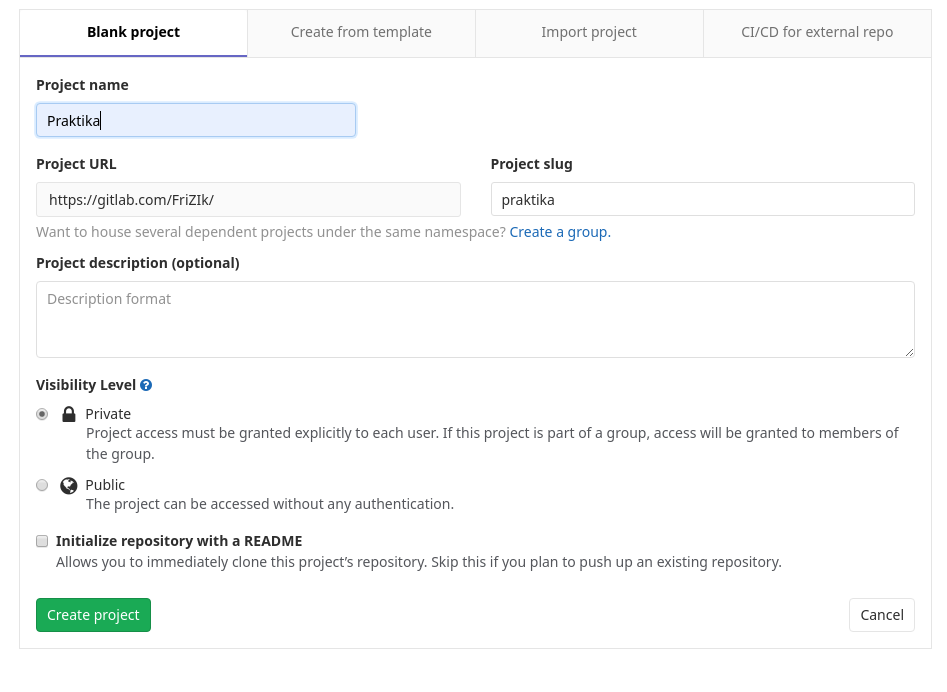 Blank project
Create from template
Import project
CI/CD for external repo
Project name
Praktika
Project URL
Project slug
https://gitlab.com/FriZIk/
praktika
Want to house several dependent projects under the same namespace? Create a group.
Project description (optional)
Description format
Visibility Level ?
Private
Project access must be granted explicitly to each user. If this project is part of a group, access will be granted to members of
the group.
Public
The project can be accessed without any authentication.
Initialize repository with a README
Allows you to immediately clone this project’s repository. Skip this if you plan to push up an existing repository.
Create project
Cancel